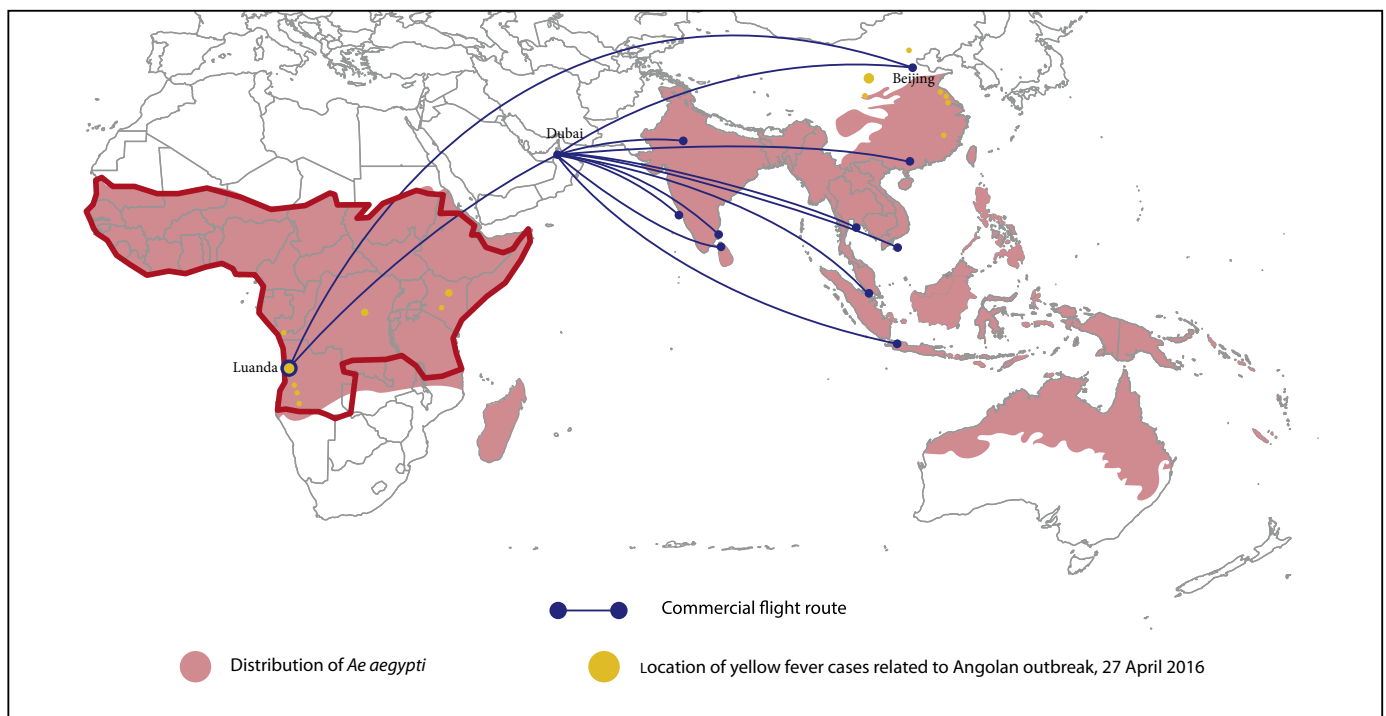 Beijing
Dubai
Luanda
Commercial flight route
Distribution of Ae aegypti
Location of yellow fever cases related to Angolan outbreak, 27 April 2016